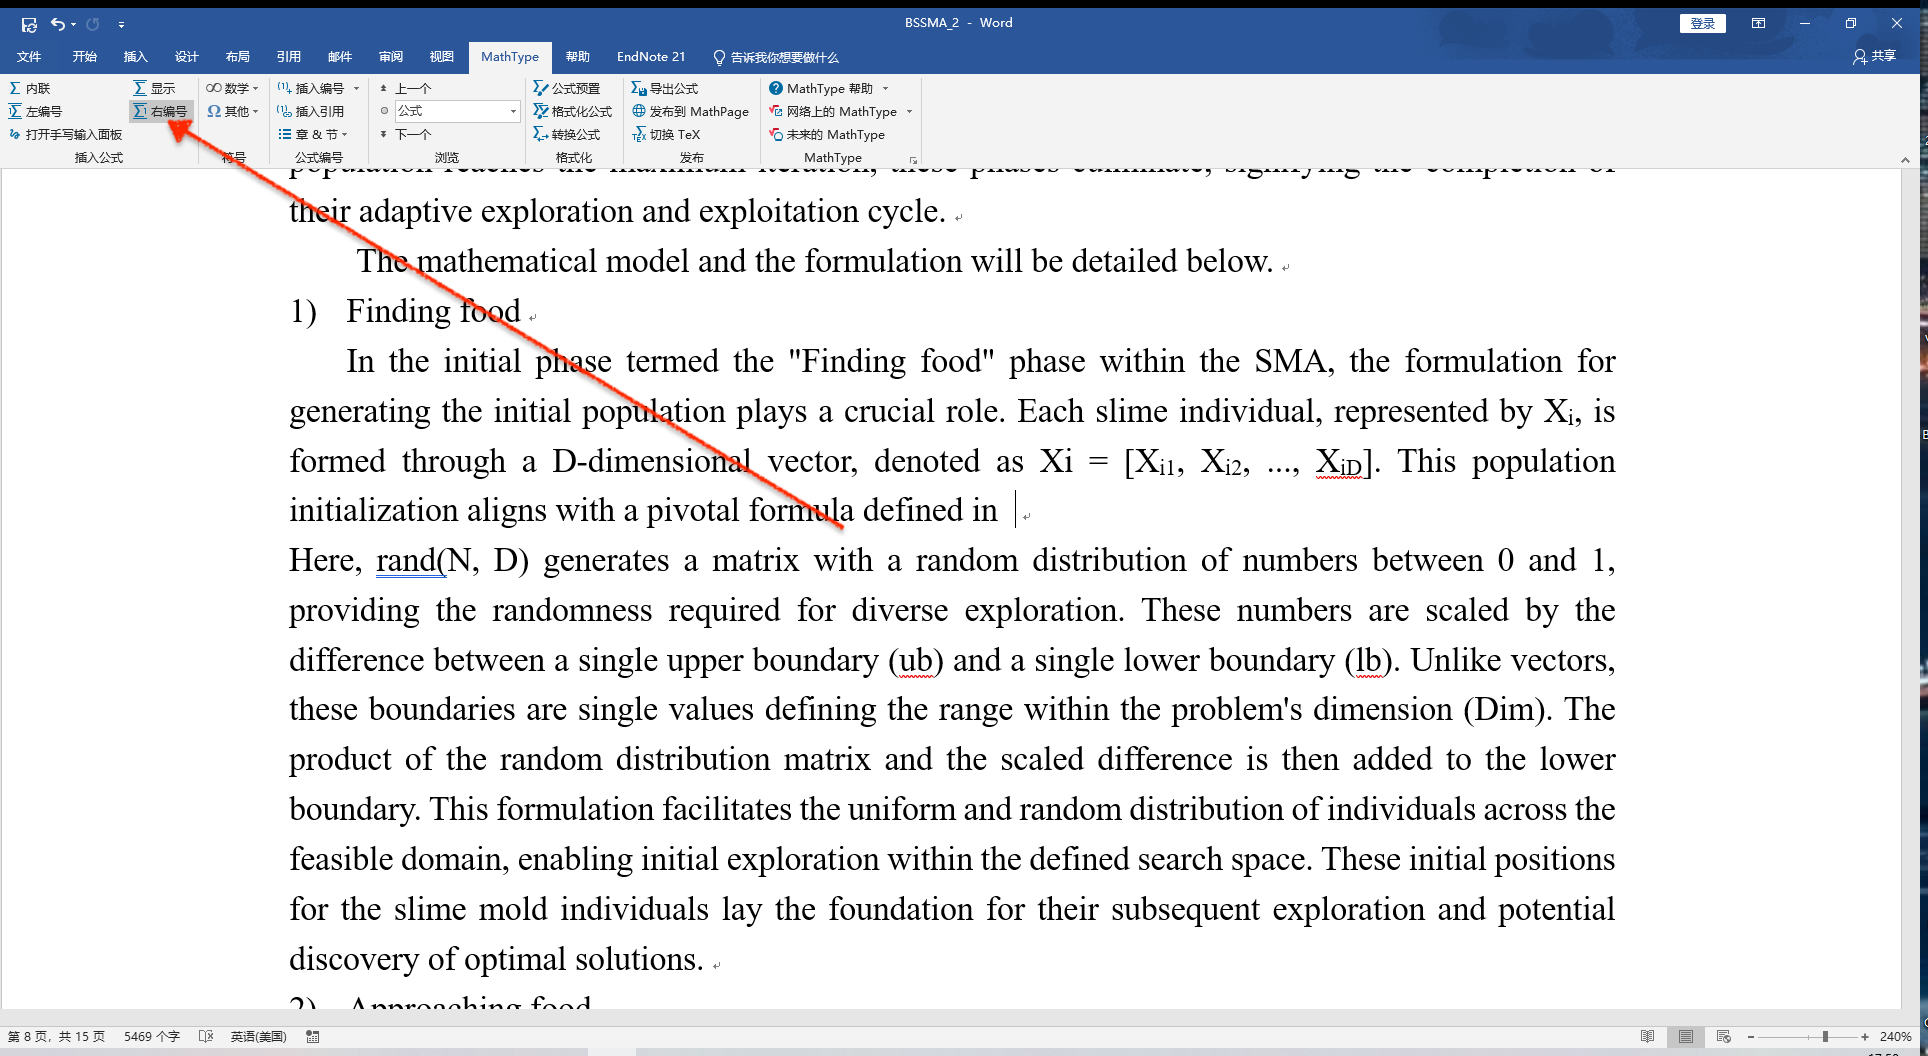 BSSMA_2 - Word
登录
文件 开始 插入 设计 布局 引用 邮件 审阅 视图 MathType 帮助 EndNote 21 告诉我你想要做什么 共享
内联 显示 数学 插入编号 上一个 公式预置 导出公式 MathType 帮助
左编号 右编号 其他 插入引用 公式 格式化公式 发布到 MathPage 网络上的 MathType
打开手写输入面板 章 & 节 下一个 转换公式 切换 TeX 未来的 MathType
插入公式 符号 公式编号 浏览 格式化 发布 MathType
population reaches the maximum iteration, these phases culminate, signifying the completion of
their adaptive exploration and exploitation cycle.
The mathematical model and the formulation will be detailed below.
1) Finding food
In the initial phase termed the "Finding food" phase within the SMA, the formulation for
generating the initial population plays a crucial role. Each slime individual, represented by Xi, is
formed through a D-dimensional vector, denoted as Xi = [Xi1, Xi2, ..., XiD]. This population
initialization aligns with a pivotal formula defined in
Here, rand(N, D) generates a matrix with a random distribution of numbers between 0 and 1,
providing the randomness required for diverse exploration. These numbers are scaled by the
difference between a single upper boundary (ub) and a single lower boundary (lb). Unlike vectors,
these boundaries are single values defining the range within the problem's dimension (Dim). The
product of the random distribution matrix and the scaled difference is then added to the lower
boundary. This formulation facilitates the uniform and random distribution of individuals across the
feasible domain, enabling initial exploration within the defined search space. These initial positions
for the slime mold individuals lay the foundation for their subsequent exploration and potential
discovery of optimal solutions.
2) Approaching food
第 8 页，共 15 页 5469 个字 英语(美国) 240%